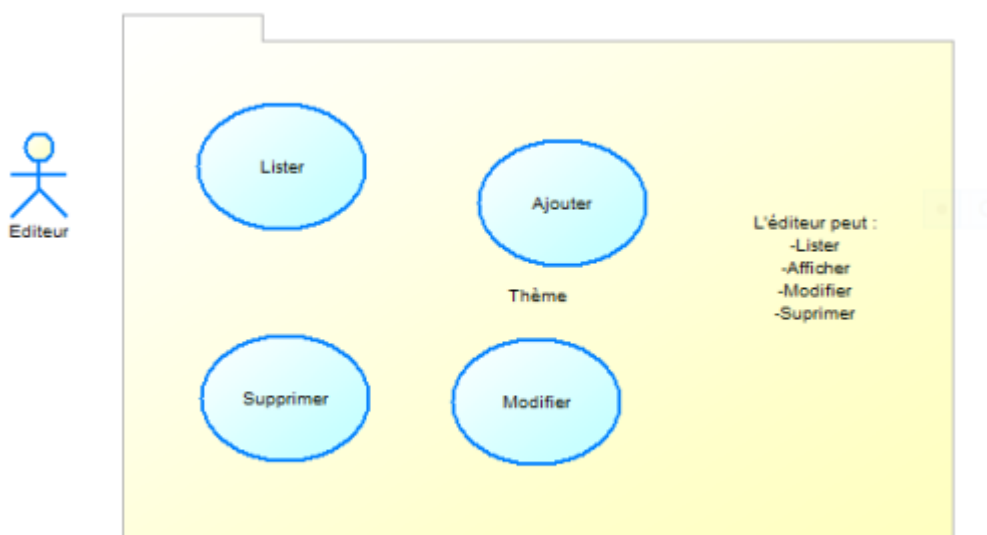 Lister
Ajouter
Editeur
L'éditeur peut :
-Lister
-Afficher
-Modifier
-Suprimer
Thème
Supprimer
Modifier